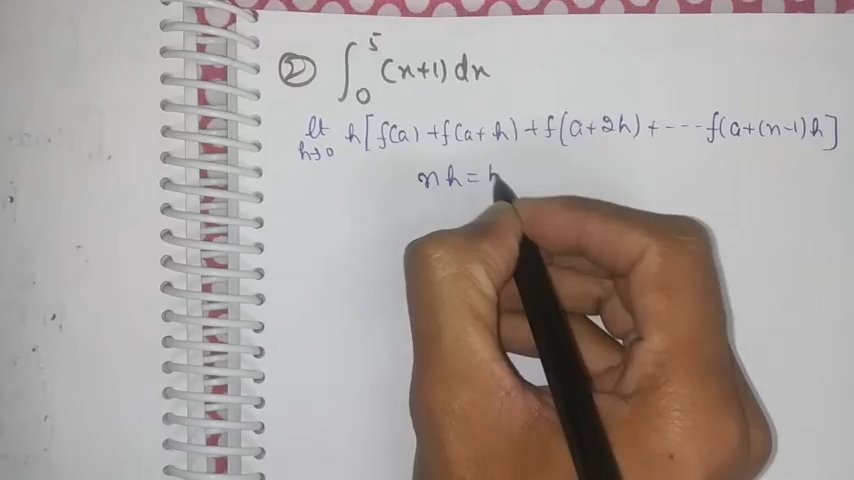 ② ∫₀⁵ (x+1) dx
lt h→0 h[f(a)+f(a+h)+f(a+2h)+---f(a+(n-1)h]
nh=b